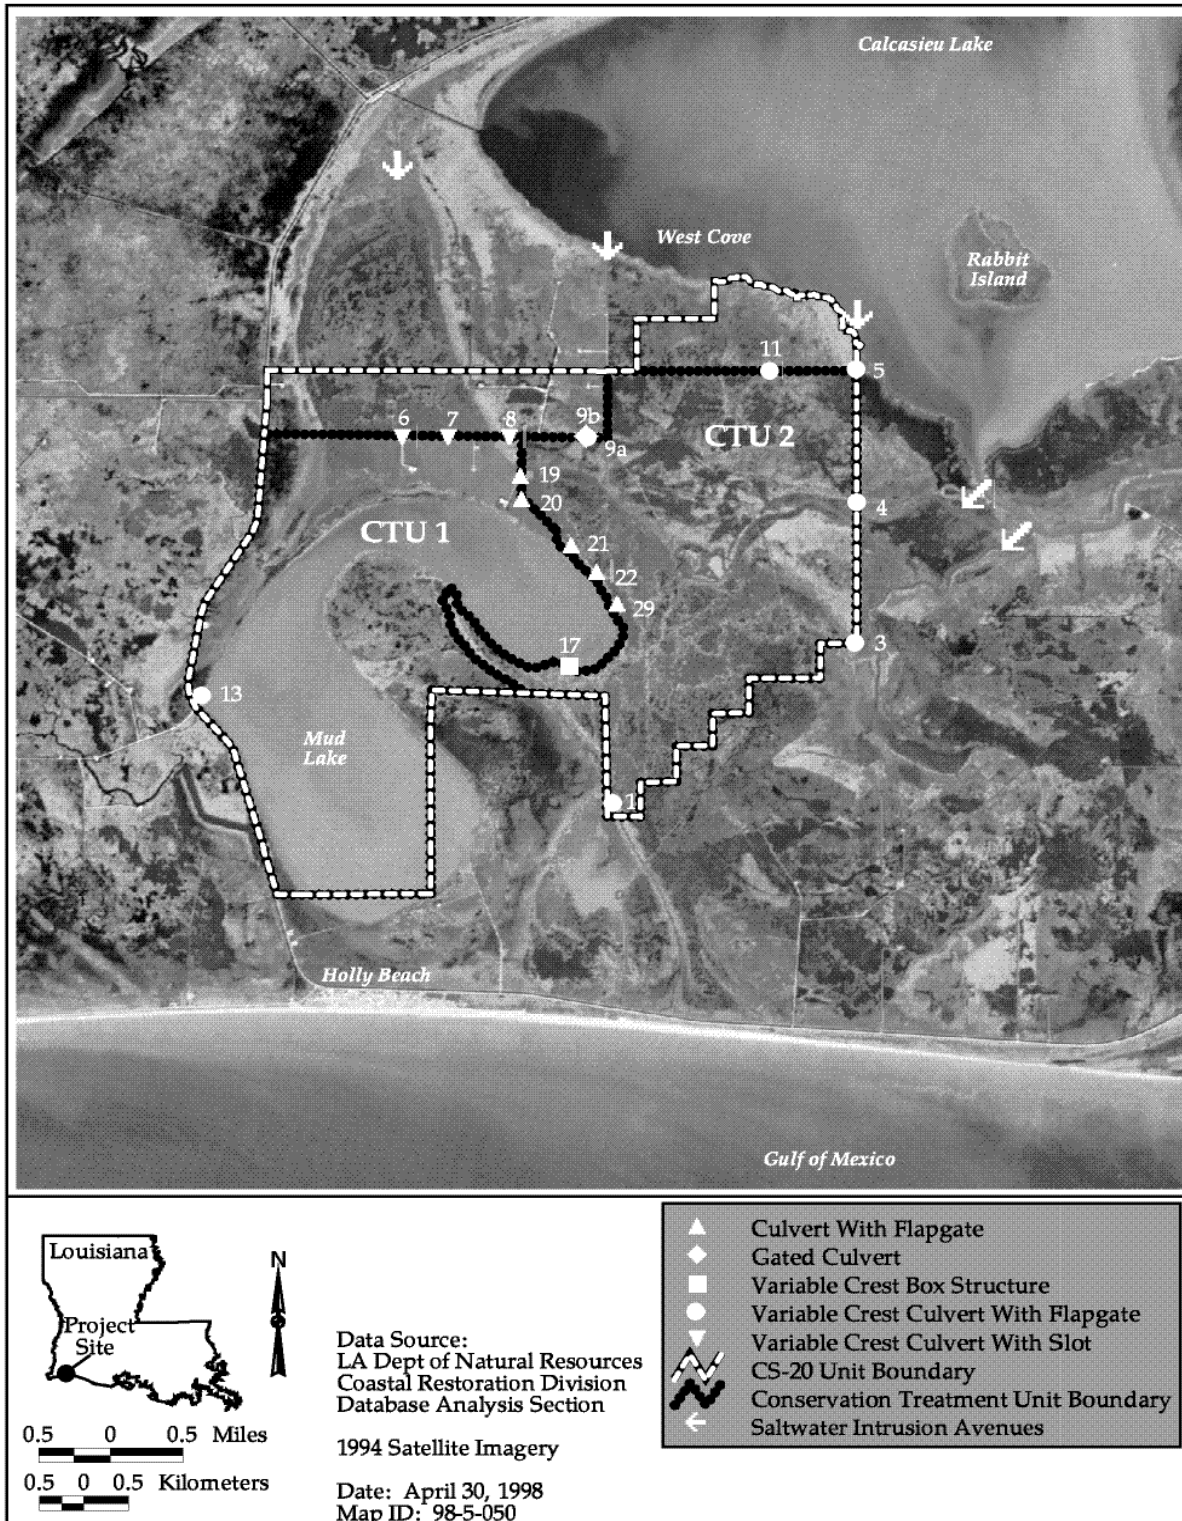 Calcasieu Lake
West Cove
Rabbit
Island
11
5
6
7
8
9b
9a
CTU 2
19
20
4
CTU 1
21
22
29
17
3
13
Mud
Lake
1
Holly Beach
Gulf of Mexico
Louisiana
Project
Site
N
0.5 0 0.5 Miles
0.5 0 0.5 Kilometers
Data Source:
LA Dept of Natural Resources
Coastal Restoration Division
Database Analysis Section
1994 Satellite Imagery
Date: April 30, 1998
Map ID: 98-5-050
Culvert With Flapgate
Gated Culvert
Variable Crest Box Structure
Variable Crest Culvert With Flapgate
Variable Crest Culvert With Slot
CS-20 Unit Boundary
Conservation Treatment Unit Boundary
Saltwater Intrusion Avenues